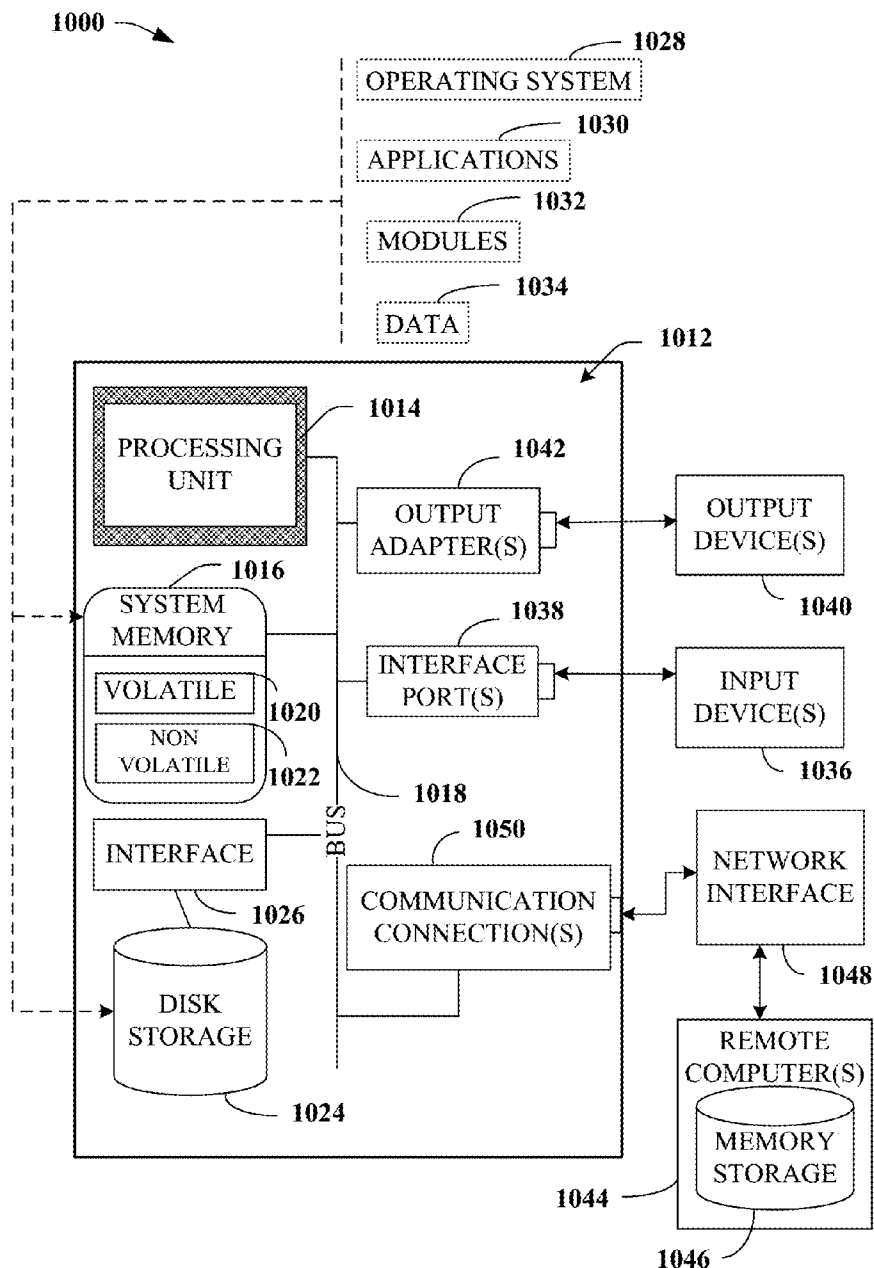 1000
1028
OPERATING SYSTEM
1030
APPLICATIONS
1032
MODULES
1034
DATA
1012
1014
PROCESSING
UNIT
1042
OUTPUT
ADAPTER(S)
OUTPUT
DEVICE(S)
1040
1016
SYSTEM
MEMORY
VOLATILE
1020
NON
VOLATILE
1022
1038
INTERFACE
PORT(S)
INPUT
DEVICE(S)
1036
1018
BUS
INTERFACE
1026
1050
COMMUNICATION
CONNECTION(S)
NETWORK
INTERFACE
1048
DISK
STORAGE
1024
REMOTE
COMPUTER(S)
MEMORY
STORAGE
1044
1046